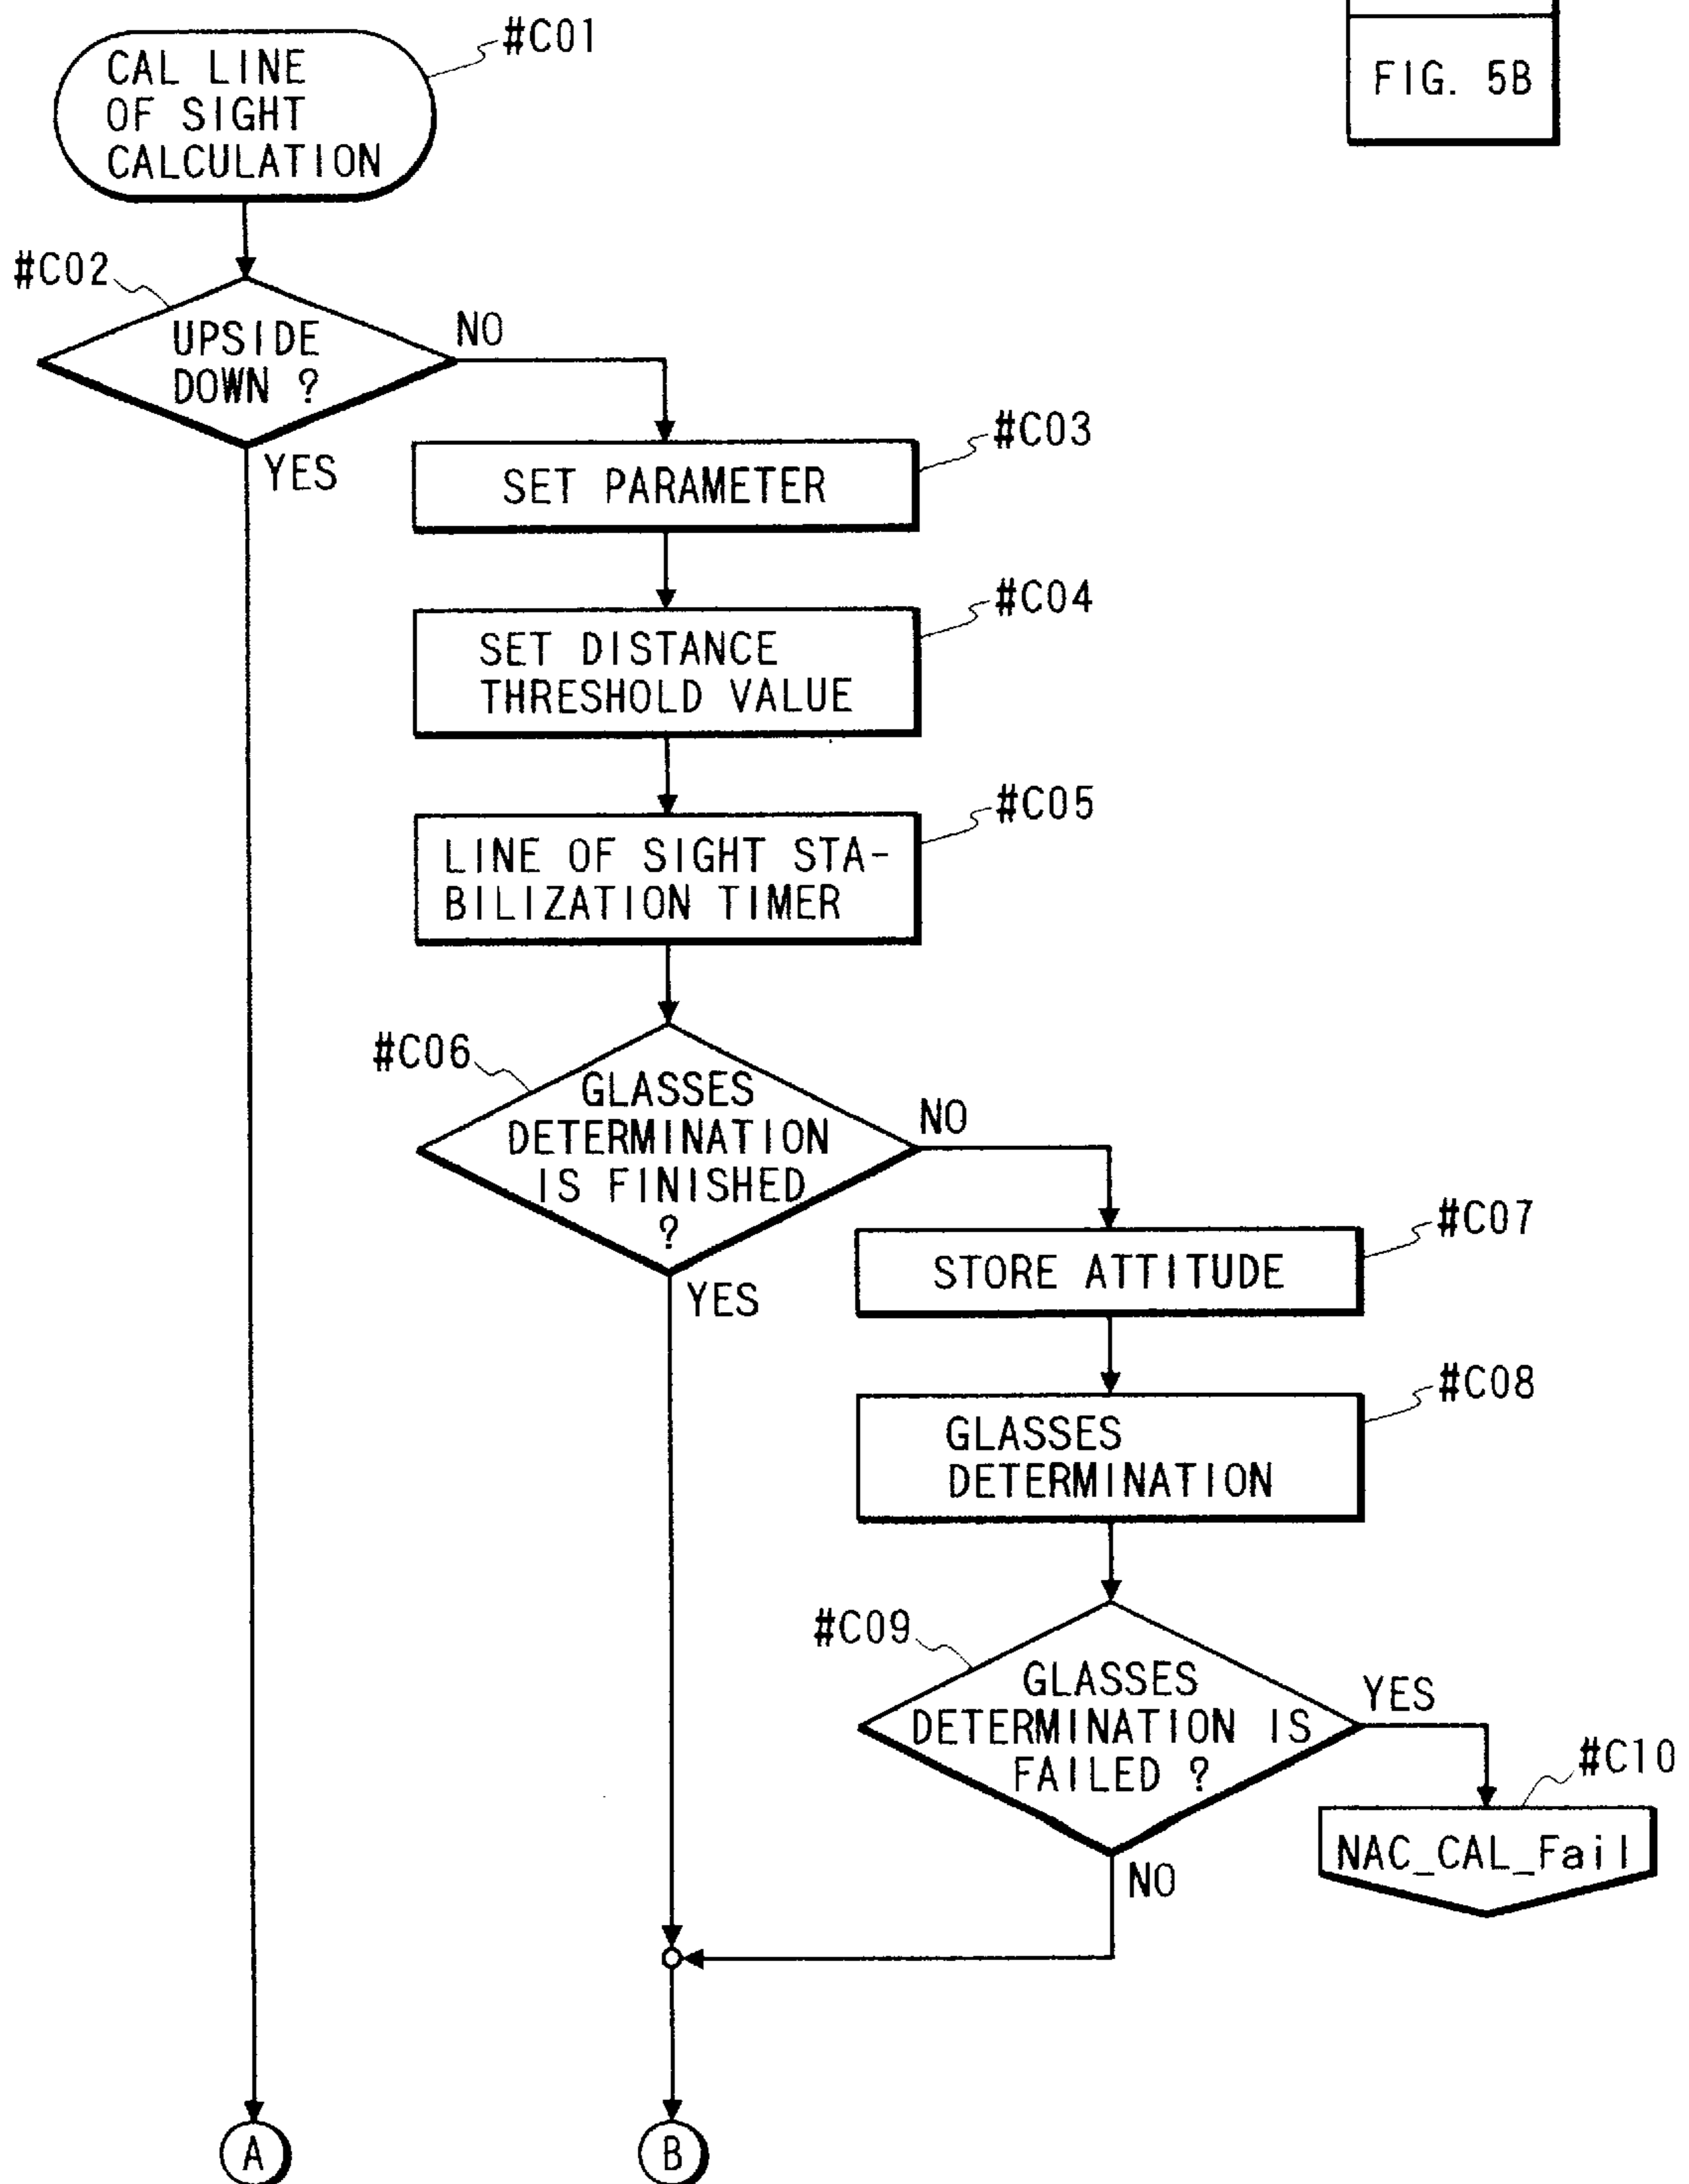 FIG. 5B
#C01
CAL LINE
OF SIGHT
CALCULATION
#C02
UPSIDE
DOWN ?
NO
YES
#C03
SET PARAMETER
#C04
SET DISTANCE
THRESHOLD VALUE
#C05
LINE OF SIGHT STA-
BILIZATION TIMER
#C06
GLASSES
DETERMINATION
IS FINISHED
?
NO
YES
#C07
STORE ATTITUDE
#C08
GLASSES
DETERMINATION
#C09
GLASSES
DETERMINATION IS
FAILED ?
YES
NO
#C10
NAC_CAL_Fail
A
B